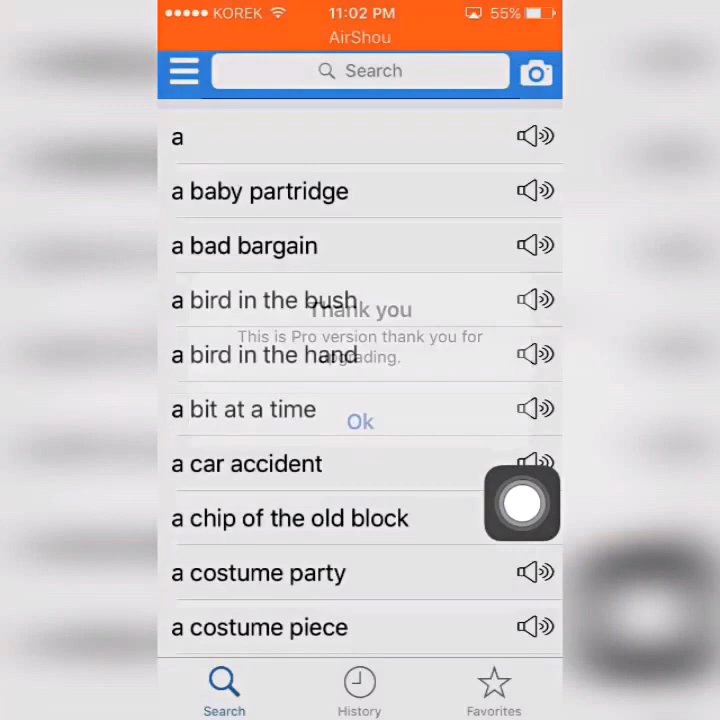 KOREK 11:02 PM 55%
AirShou
Search
a
a baby partridge
a bad bargain
a bird in the bush
Thank you
This is Pro version thank you for
a bird in the hand
upgrading.
a bit at a time
Ok
a car accident
a chip of the old block
a costume party
a costume piece
Search History Favorites